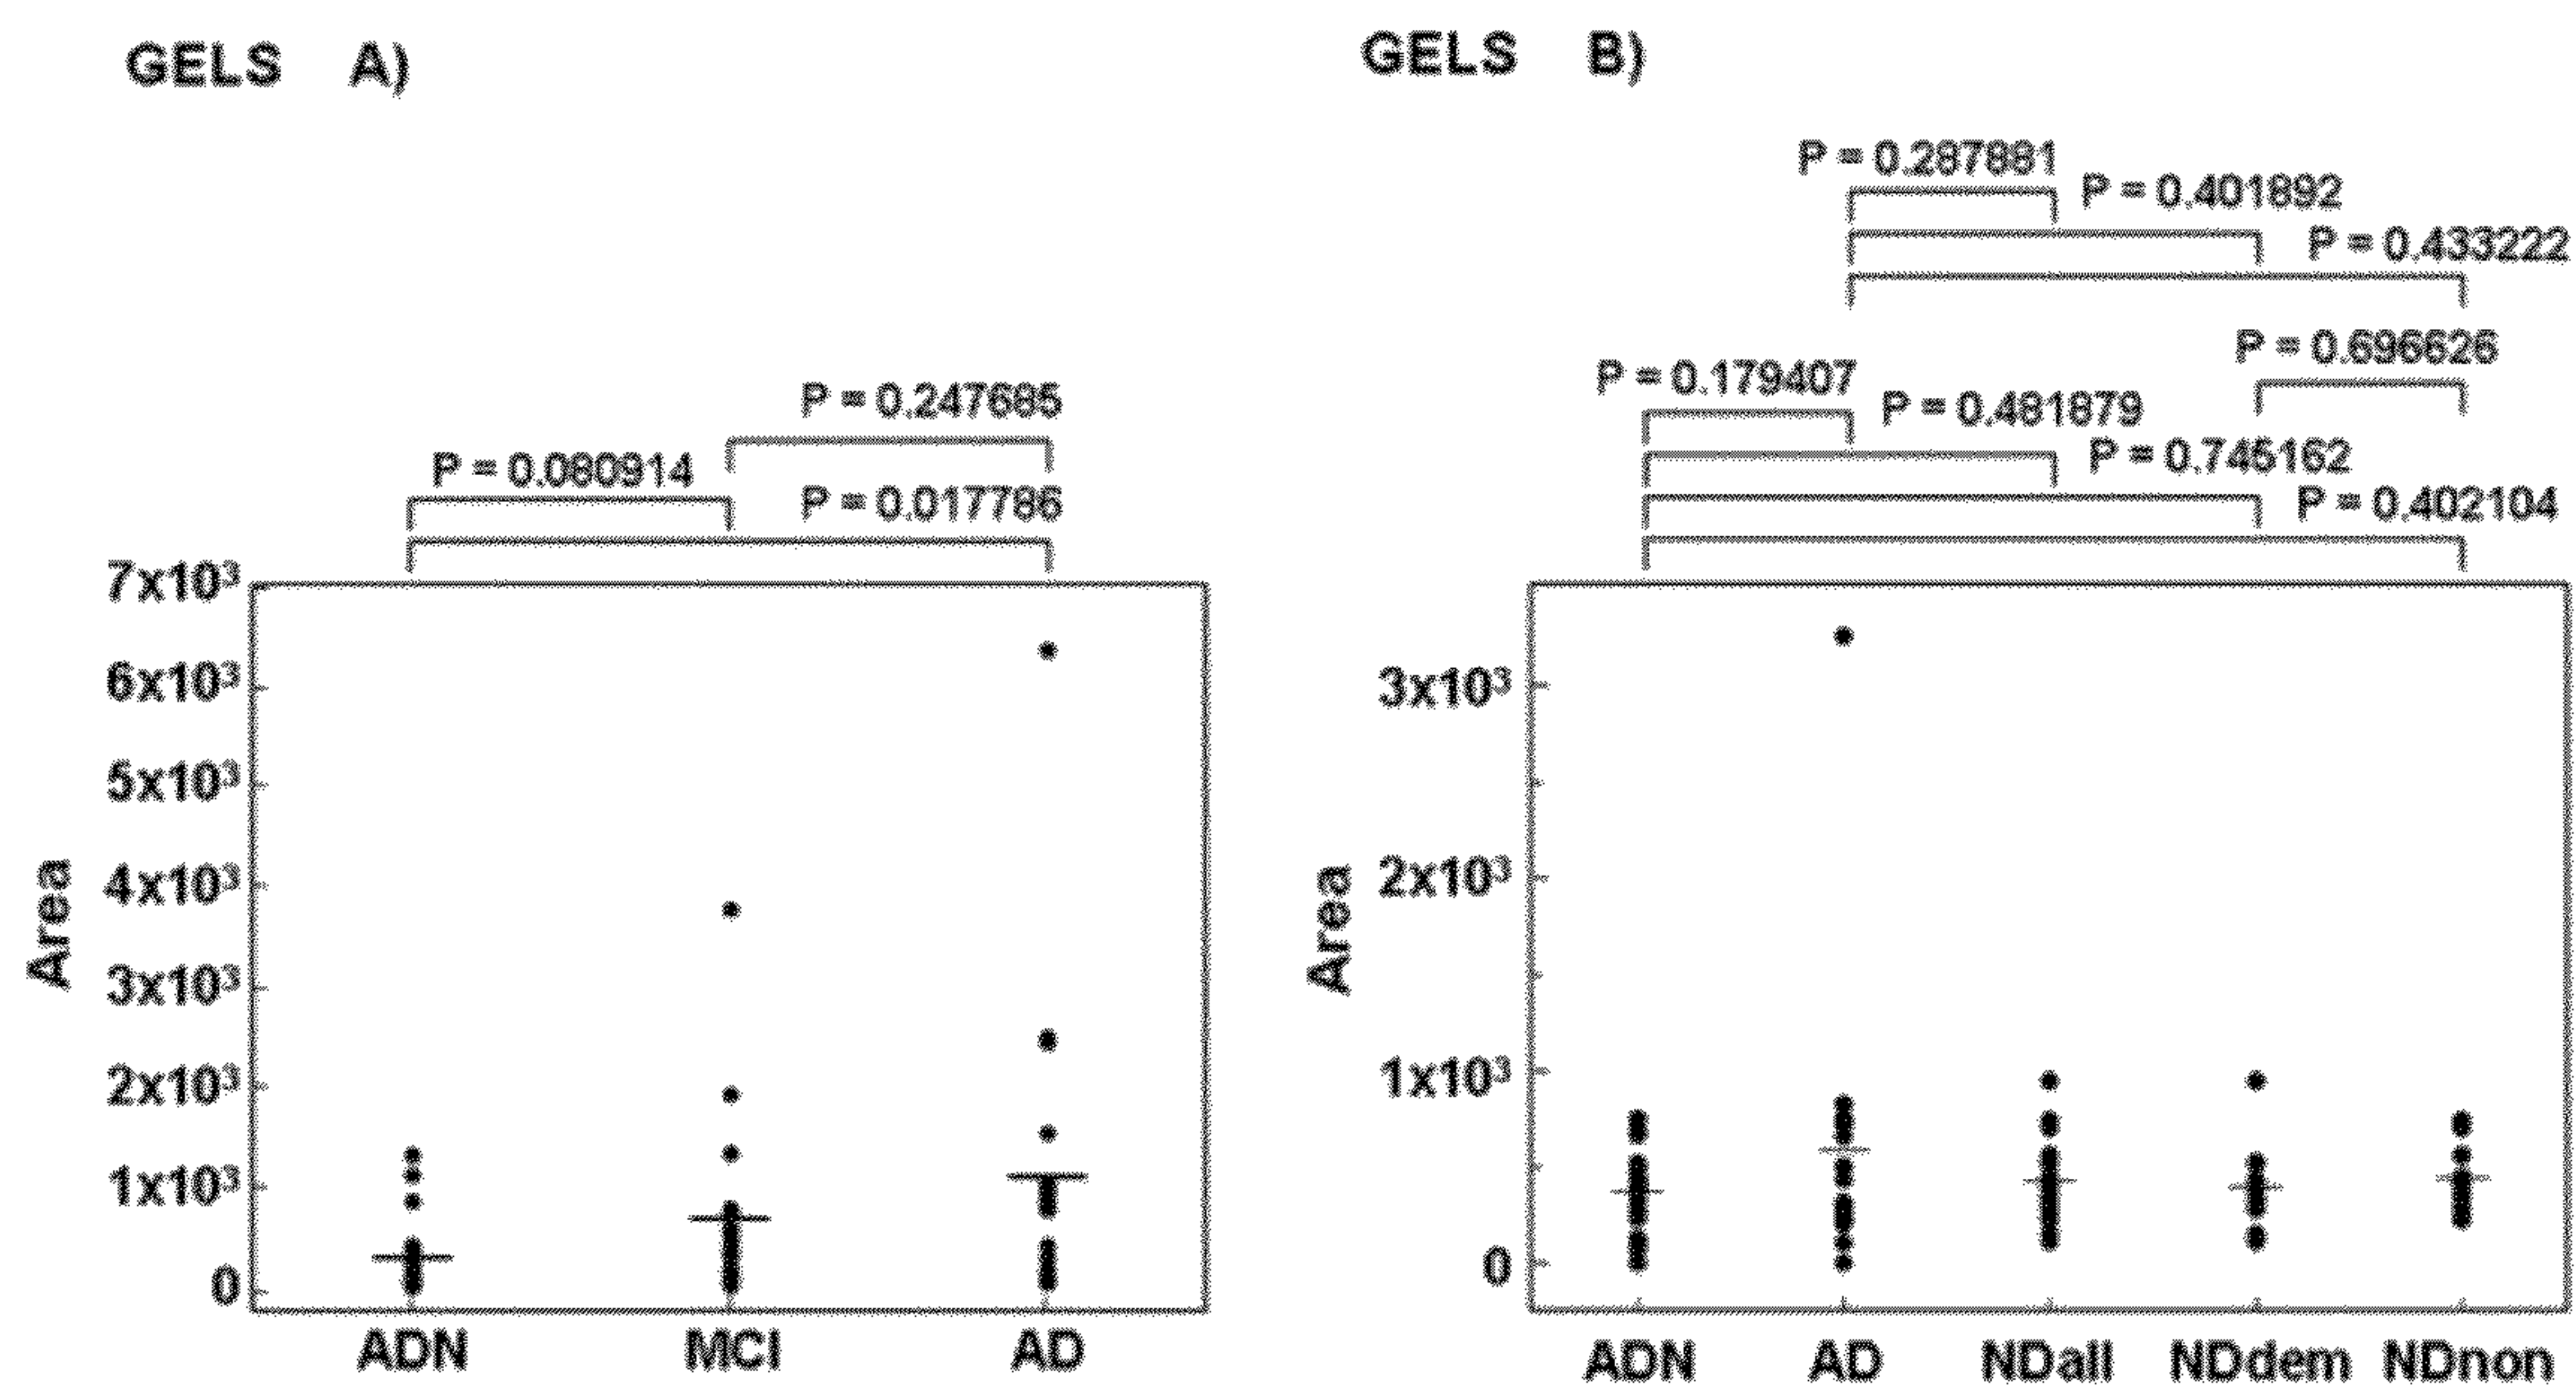 GELS A)
P = 0.247685
P = 0.080914
P = 0.017786
7x10³
6x10³
5x10³
4x10³
3x10³
2x10³
1x10³
0
Area
ADN MCI AD
GELS B)
P = 0.287881
P = 0.401892
P = 0.433222
P = 0.696626
P = 0.179407
P = 0.481879
P = 0.745162
P = 0.402104
3x10³
2x10³
1x10³
0
Area
ADN AD NDall NDdem NDnon